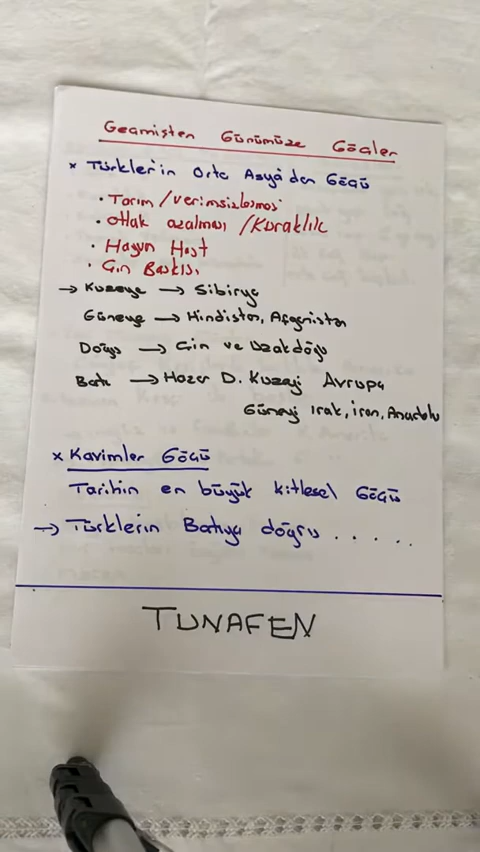 Geçmişten Günümüze Göçler
x Türkler'in Orta Asya'dan Göçü
• Tarım / verimsizleşmesi
• Otlak azalması / Kuraklık
• Hayvan Hast
• Çin Baskısı
→ Kuzeye → Sibirya
Güneye → Hindistan, Afganistan
Doğu → Çin ve Uzakdoğu
Batı → Hazar D. Kuzeyi Avrupa
Güneyi Irak, İran, Anadolu
x Kavimler Göçü
Tarihin en büyük kitlesel Göçü
→ Türklerin Batıya doğru . . . . .
TUNAFEN